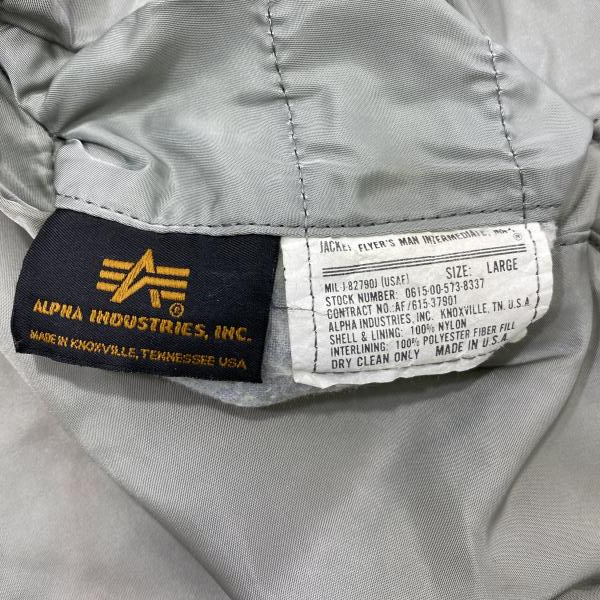 ALPHA INDUSTRIES, INC.
®
MADE IN KNOXVILLE, TENNESSEE USA
JACKET, FLYER'S MAN INTERMEDIATE,
®
MIL J-8279OJ (USAF) SIZE: LARGE
STOCK NUMBER: 0615-00-573-8337
CONTRACT NO. AF/615-37901
ALPHA INDUSTRIES, INC. KNOXVILLE, TN. U.S.A
SHELL & LINING: 100% NYLON
INTERLINING: 100% POLYESTER FIBER FILL
DRY CLEAN ONLY MADE IN U.S.A.